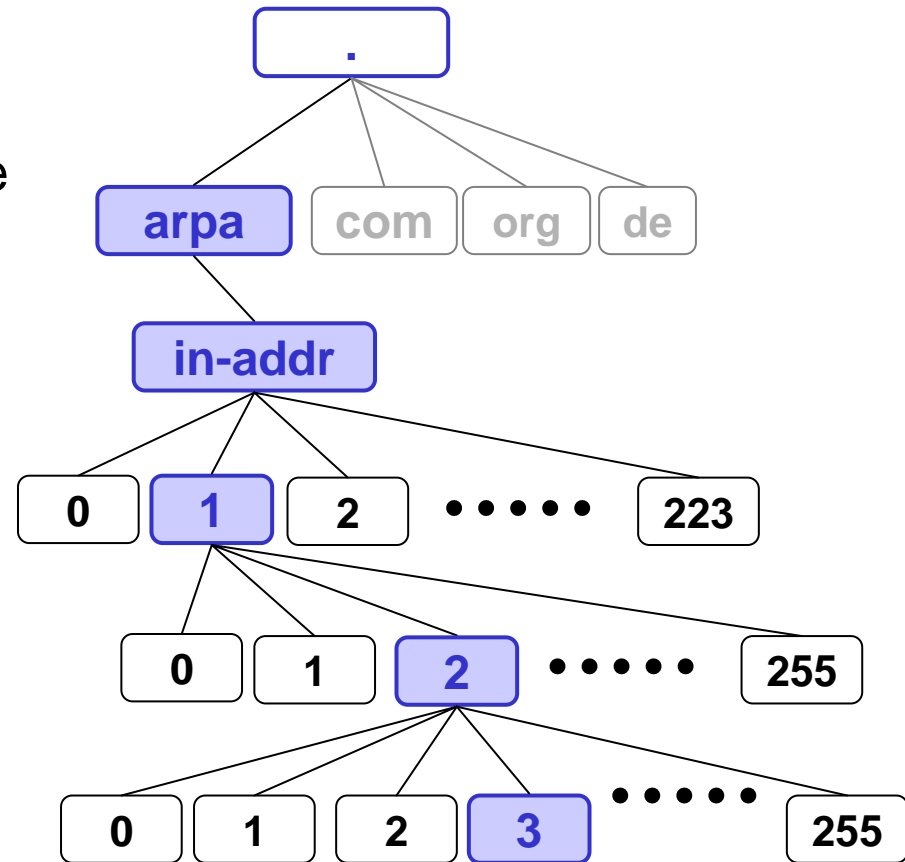 .
e
arpa com org de
in-addr
0 1 2 ••••• 223
0 1 2 ••••• 255
0 1 2 3 ••••• 255